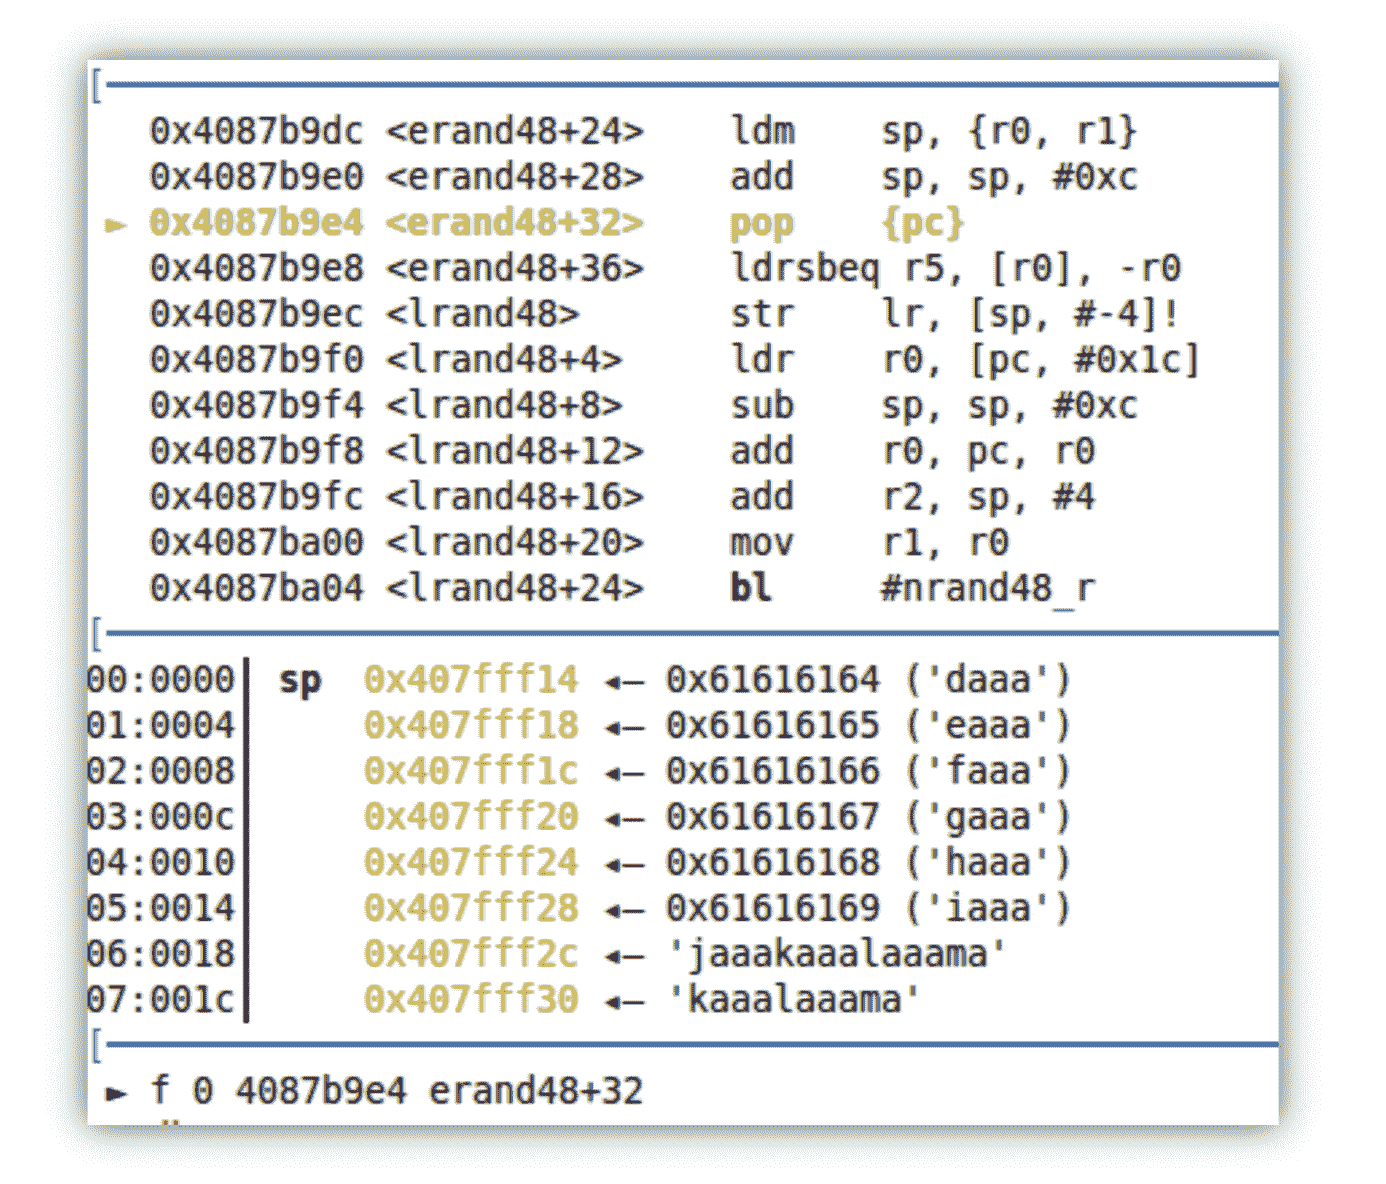 [
0x4087b9dc <erand48+24> ldm sp, {r0, r1}
0x4087b9e0 <erand48+28> add sp, sp, #0xc
► 0x4087b9e4 <erand48+32> pop {pc}
0x4087b9e8 <erand48+36> ldrsbeq r5, [r0], -r0
0x4087b9ec <lrand48> str lr, [sp, #-4]!
0x4087b9f0 <lrand48+4> ldr r0, [pc, #0x1c]
0x4087b9f4 <lrand48+8> sub sp, sp, #0xc
0x4087b9f8 <lrand48+12> add r0, pc, r0
0x4087b9fc <lrand48+16> add r2, sp, #4
0x4087ba00 <lrand48+20> mov r1, r0
0x4087ba04 <lrand48+24> bl #nrand48_r
[
00:0000│ sp 0x407fff14 ◂— 0x61616164 ('daaa')
01:0004│ 0x407fff18 ◂— 0x61616165 ('eaaa')
02:0008│ 0x407fff1c ◂— 0x61616166 ('faaa')
03:000c│ 0x407fff20 ◂— 0x61616167 ('gaaa')
04:0010│ 0x407fff24 ◂— 0x61616168 ('haaa')
05:0014│ 0x407fff28 ◂— 0x61616169 ('iaaa')
06:0018│ 0x407fff2c ◂— 'jaaakaaalaaama'
07:001c│ 0x407fff30 ◂— 'kaaalaaama'
[
► f 0 4087b9e4 erand48+32